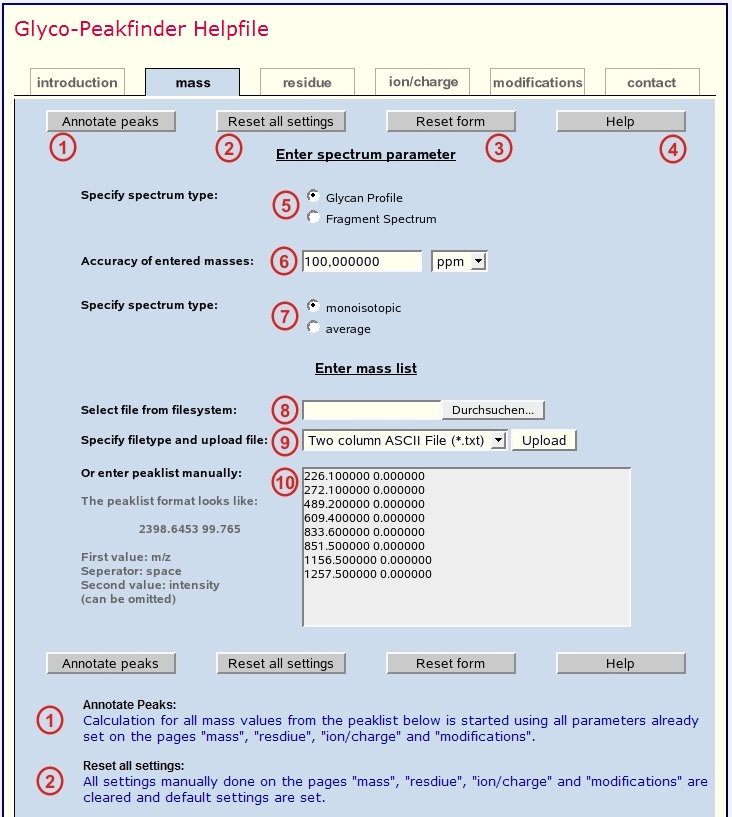 Glyco-Peakfinder Helpfile
introduction mass residue ion/charge modifications contact
Annotate peaks Reset all settings Reset form Help
1 2 3 4
Enter spectrum parameter
Specify spectrum type: 5 Glycan Profile
Fragment Spectrum
Accuracy of entered masses: 6 100,000000 ppm
Specify spectrum type: 7 monoisotopic
average
Enter mass list
Select file from filesystem: 8 Durchsuchen...
Specify filetype and upload file: 9 Two column ASCII File (*.txt) Upload
Or enter peaklist manually: 10 226.100000 0.000000
272.100000 0.000000
The peaklist format looks like: 489.200000 0.000000
609.400000 0.000000
2398.6453 99.765 833.600000 0.000000
851.500000 0.000000
First value: m/z 1156.500000 0.000000
Seperator: space 1257.500000 0.000000
Second value: intensity
(can be omitted)
Annotate peaks Reset all settings Reset form Help
1 Annotate Peaks:
Calculation for all mass values from the peaklist below is started using all parameters already
set on the pages "mass", "resdiue", "ion/charge" and "modifications".
2 Reset all settings:
All settings manually done on the pages "mass", "resdiue", "ion/charge" and "modifications" are
cleared and default settings are set.